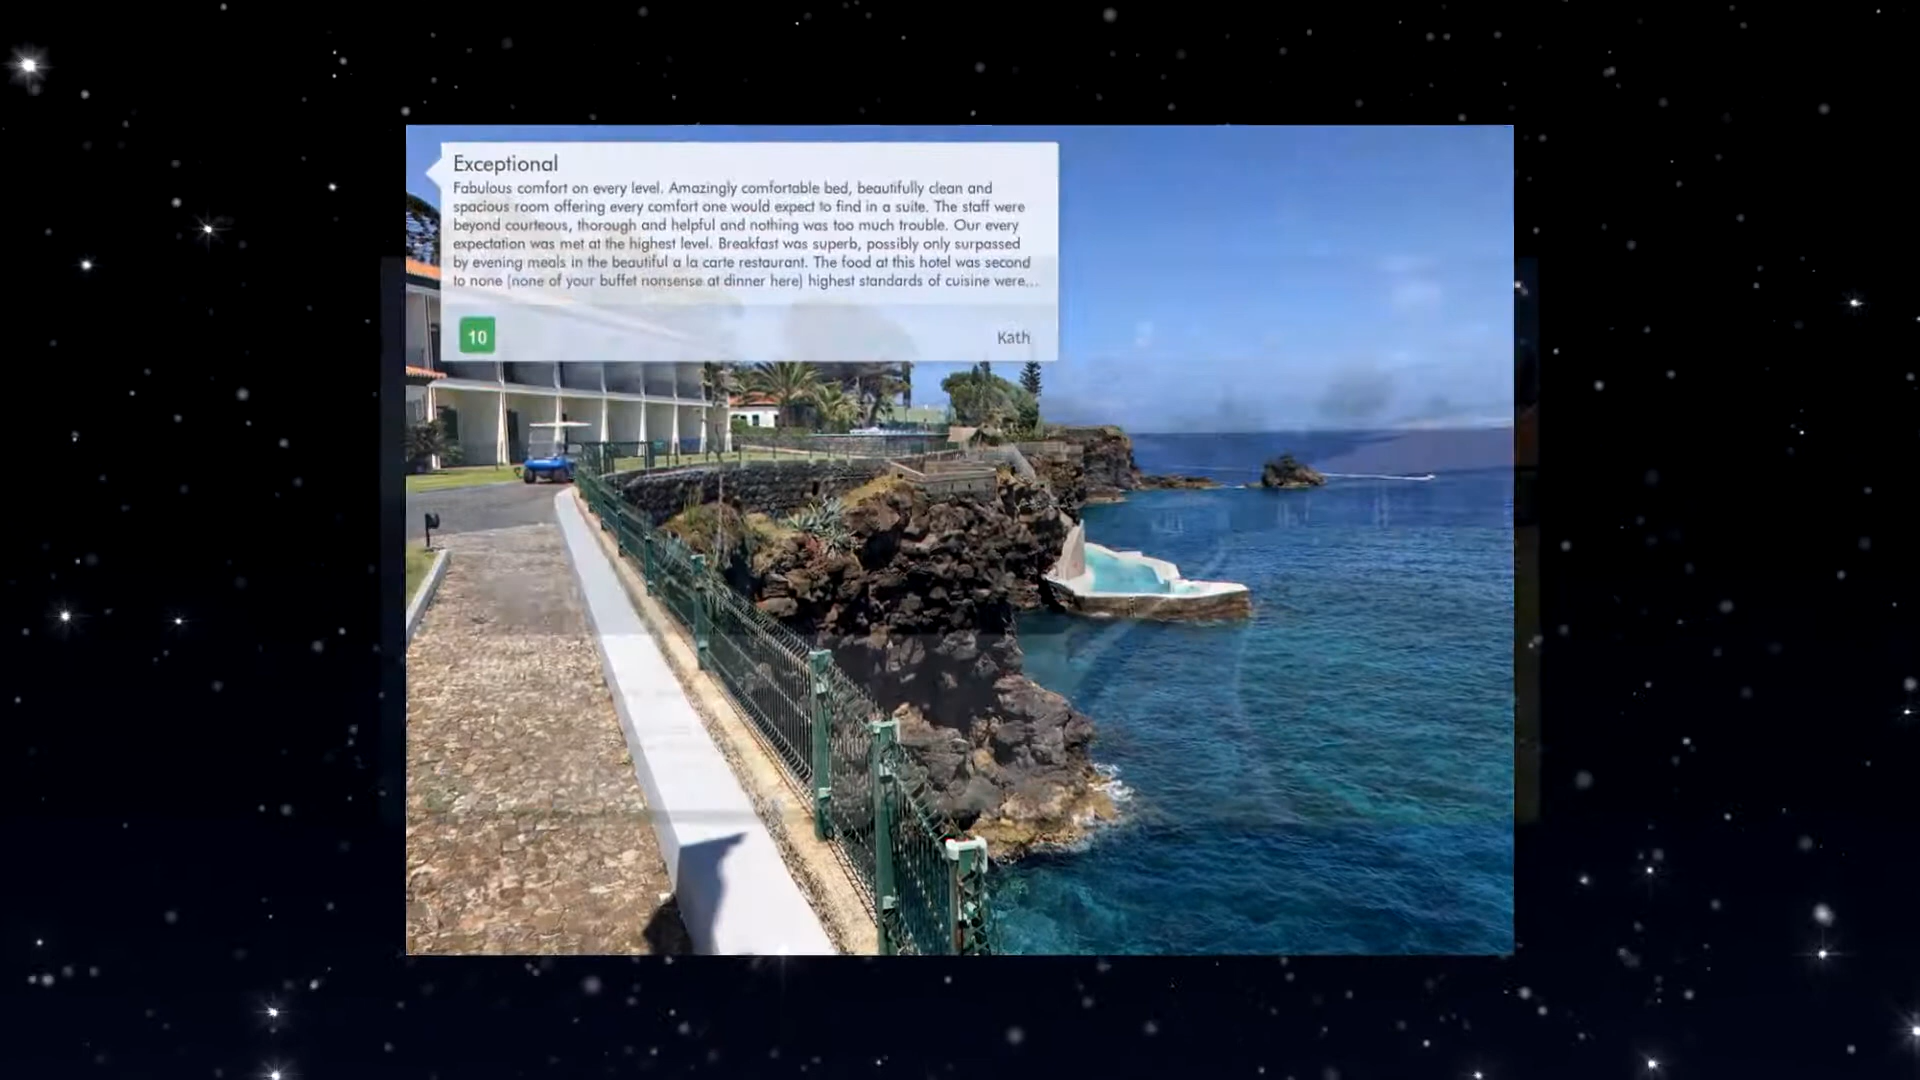 Exceptional
Fabulous comfort on every level. Amazingly comfortable bed, beautifully clean and
spacious room offering every comfort one would expect to find in a suite. The staff were
beyond courteous, thorough and helpful and nothing was too much trouble. Our every
expectation was met at the highest level. Breakfast was superb, possibly only surpassed
by evening meals in the beautiful a la carte restaurant. The food at this hotel was second
to none (none of your buffet nonsense at dinner here) highest standards of cuisine were...
10
Kath